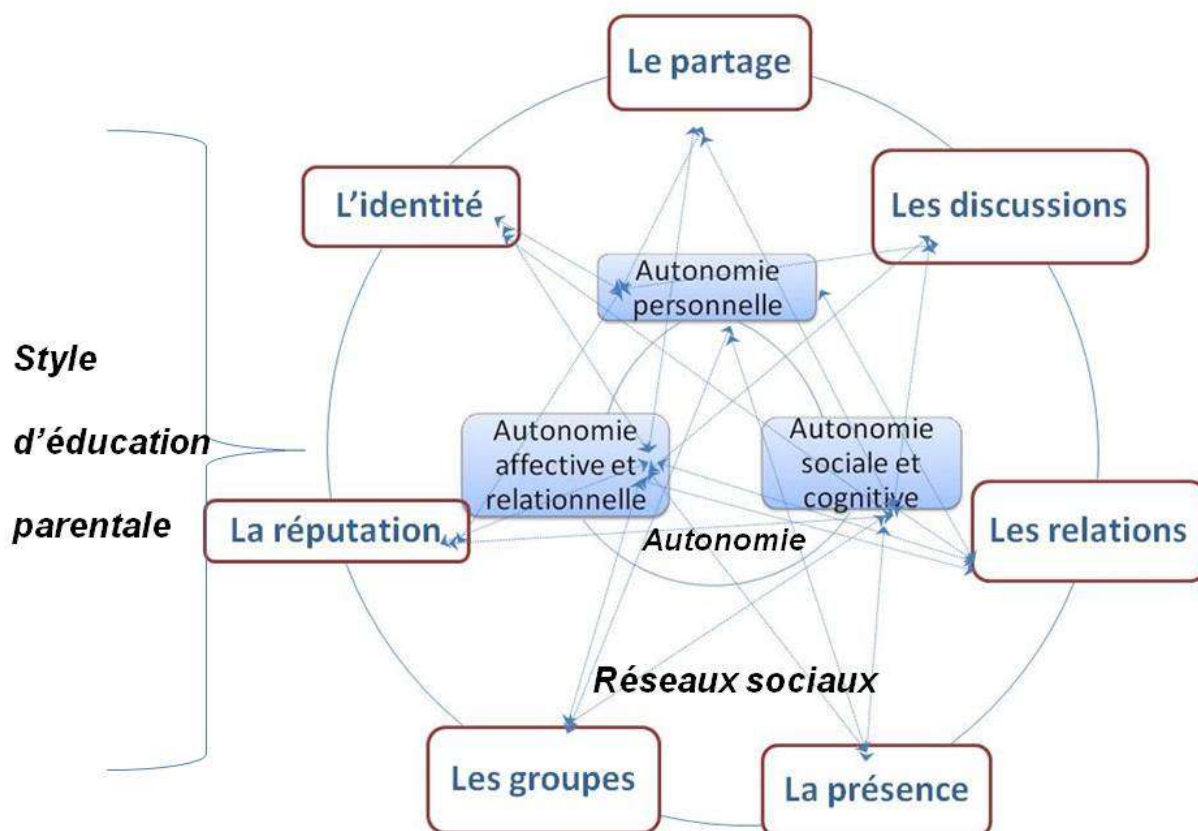 Le partage
L'identité
Les discussions
Autonomie
personnelle
Style
d'éducation
parentale
Autonomie
affective et
relationnelle
Autonomie
sociale et
cognitive
La réputation
Autonomie
Les relations
Réseaux sociaux
Les groupes
La présence